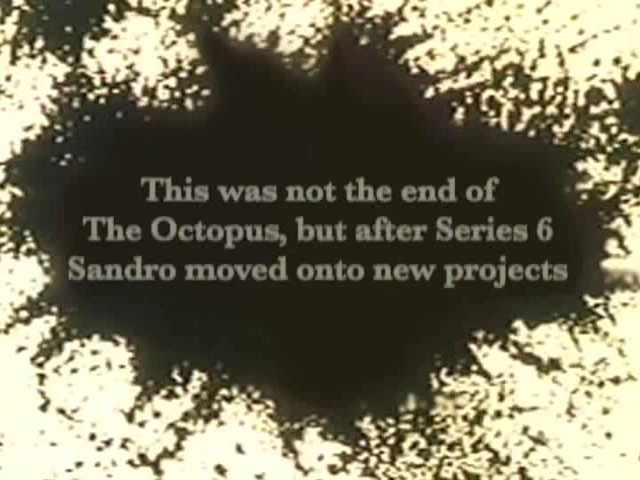 This was not the end of
The Octopus, but after Series 6
Sandro moved onto new projects